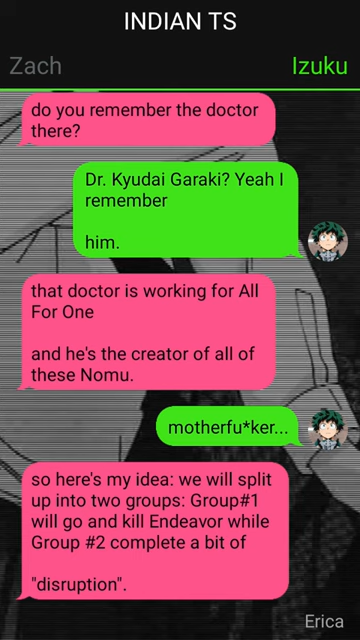 INDIAN TS
Zach
Izuku
do you remember the doctor
there?
Dr. Kyudai Garaki? Yeah I
remember
him.
that doctor is working for All
For One
and he's the creator of all of
these Nomu.
motherfu*ker...
so here's my idea: we will split
up into two groups: Group#1
will go and kill Endeavor while
Group #2 complete a bit of
"disruption".
Erica